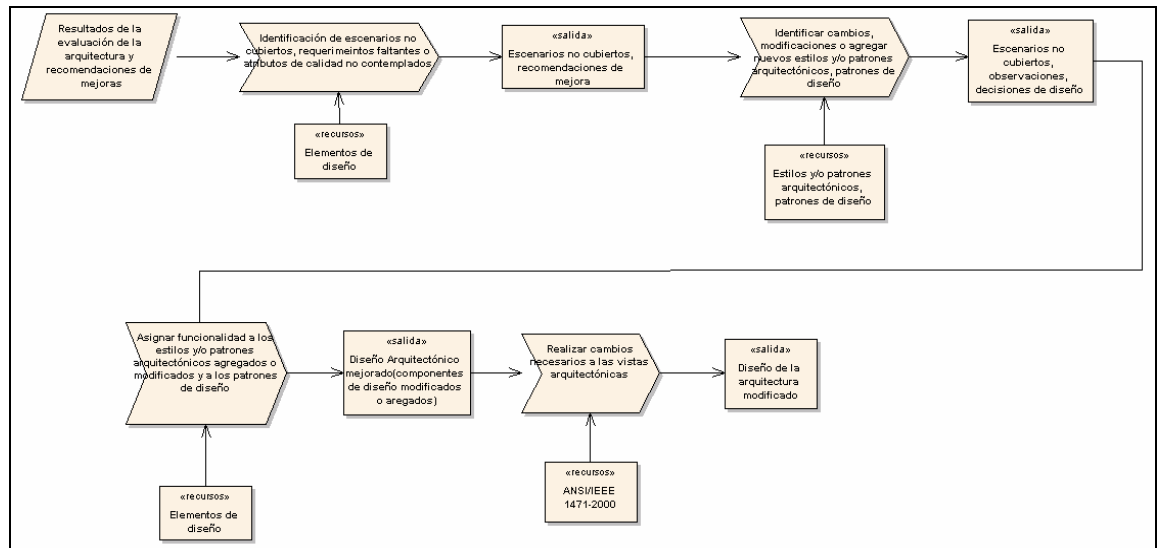 Resultados de la
evaluación de la
arquitectura y
recomendaciones de
mejoras
Identificación de escenarios no
cubiertos, requerimeintos faltantes o
atributos de calidad no contemplados
«salida»
Escenarios no cubiertos,
recomendaciones de
mejora
Identificar cambios,
modificaciones o agregar
nuevos estilos y/o patrones
arquitectónicos, patrones de
diseño
«salida»
Escenarios no
cubiertos,
observaciones,
decisiones de diseño
«recursos»
Elementos de
diseño
«recursos»
Estilos y/o patrones
arquitectónicos,
patrones de diseño
Asignar funcionalidad a los
estilos y/o patrones
arquitectónicos agregados o
modificados y a los patrones
de diseño
«salida»
Diseño Arquitectónico
mejorado(componentes
de diseño modificados
o aregados)
Realizar cambios
necesarios a las vistas
arquitectónicas
«salida»
Diseño de la
arquitectura
modificado
«recursos»
Elementos de
diseño
«recursos»
ANSI/IEEE
1471-2000